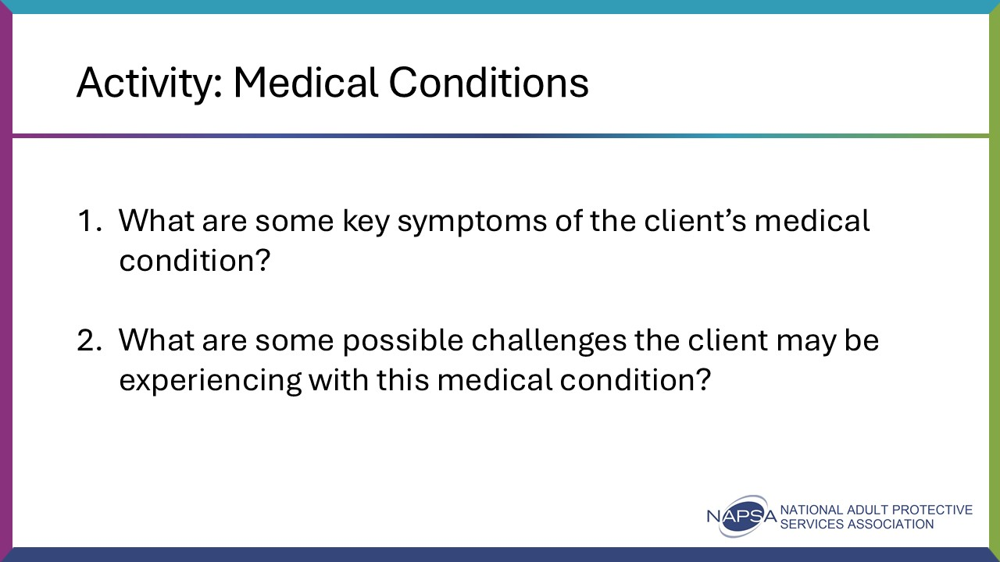 Activity: Medical Conditions
1. What are some key symptoms of the client’s medical
condition?
2. What are some possible challenges the client may be
experiencing with this medical condition?
NAPSA NATIONAL ADULT PROTECTIVE
SERVICES ASSOCIATION